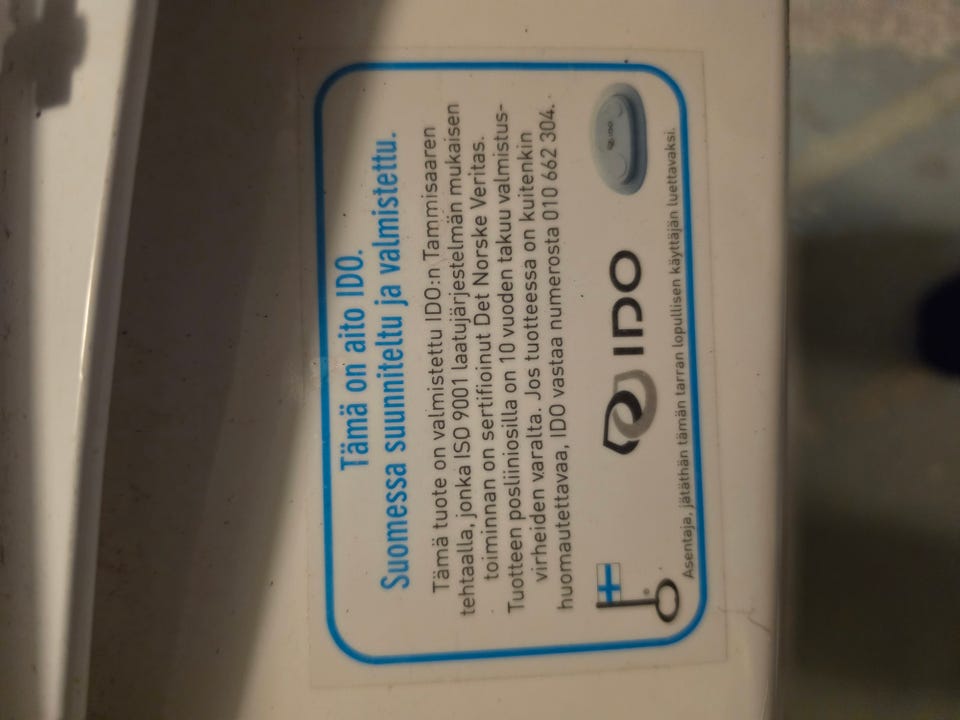 Tämä on aito IDO.
Suomessa suunniteltu ja valmistettu.
Tämä tuote on valmistettu IDO:n Tammisaaren
tehtaalla, jonka ISO 9001 laatujärjestelmän mukaisen
toiminnan on sertifioinut Det Norske Veritas.
Tuotteen posliiniosilla on 10 vuoden takuu valmistus-
virheiden varalta. Jos tuotteessa on kuitenkin
huomautettavaa, IDO vastaa numerosta 010 662 304.
IDO
IDO
Asentaja, jätäthän tämän tarran lopullisen käyttäjän luettavaksi.